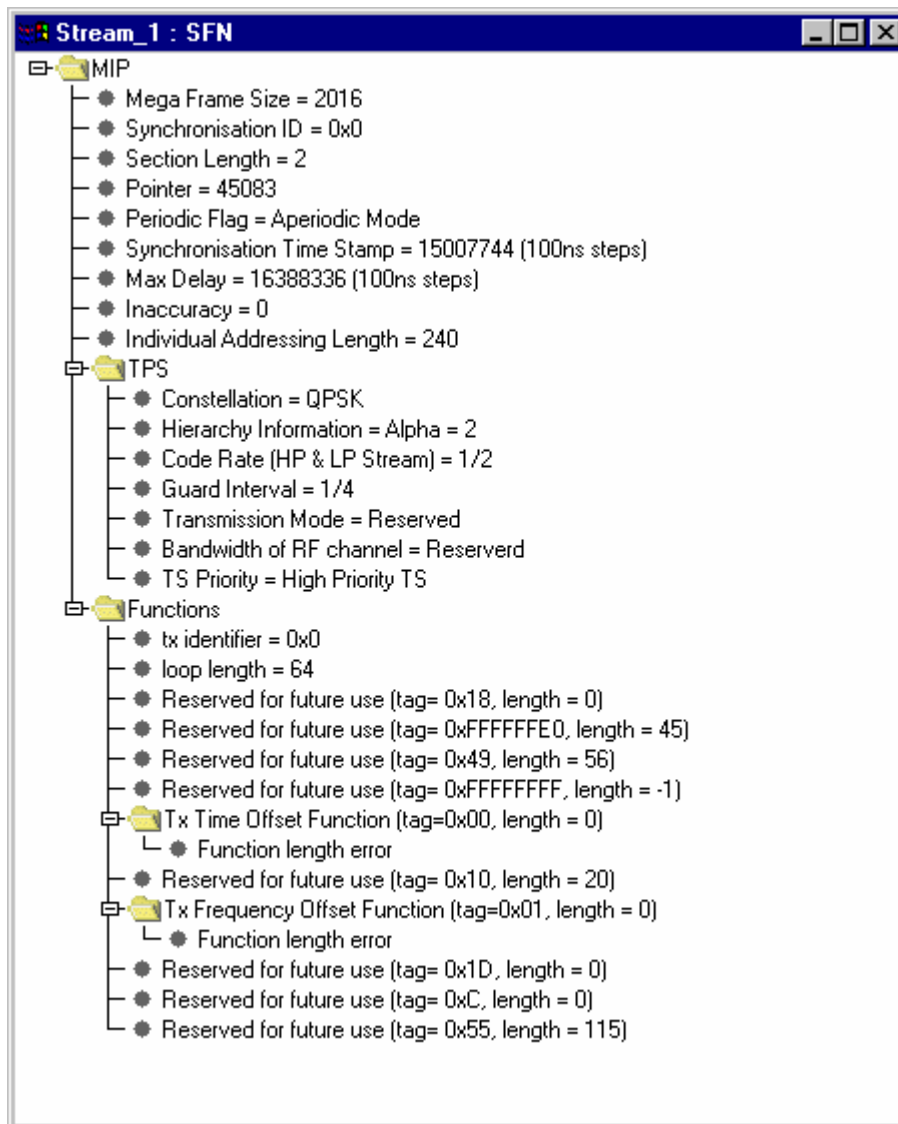 Stream_1 : SFN
MIP
Mega Frame Size = 2016
Synchronisation ID = 0x0
Section Length = 2
Pointer = 45083
Periodic Flag = Aperiodic Mode
Synchronisation Time Stamp = 15007744 (100ns steps)
Max Delay = 16388336 (100ns steps)
Inaccuracy = 0
Individual Addressing Length = 240
TPS
Constellation = QPSK
Hierarchy Information = Alpha = 2
Code Rate (HP & LP Stream) = 1/2
Guard Interval = 1/4
Transmission Mode = Reserved
Bandwidth of RF channel = Reserverd
TS Priority = High Priority TS
Functions
tx identifier = 0x0
loop length = 64
Reserved for future use (tag= 0x18, length = 0)
Reserved for future use (tag= 0xFFFFFFE0, length = 45)
Reserved for future use (tag= 0x49, length = 56)
Reserved for future use (tag= 0xFFFFFFFF, length = -1)
Tx Time Offset Function (tag=0x00, length = 0)
Function length error
Reserved for future use (tag= 0x10, length = 20)
Tx Frequency Offset Function (tag=0x01, length = 0)
Function length error
Reserved for future use (tag= 0x1D, length = 0)
Reserved for future use (tag= 0xC, length = 0)
Reserved for future use (tag= 0x55, length = 115)